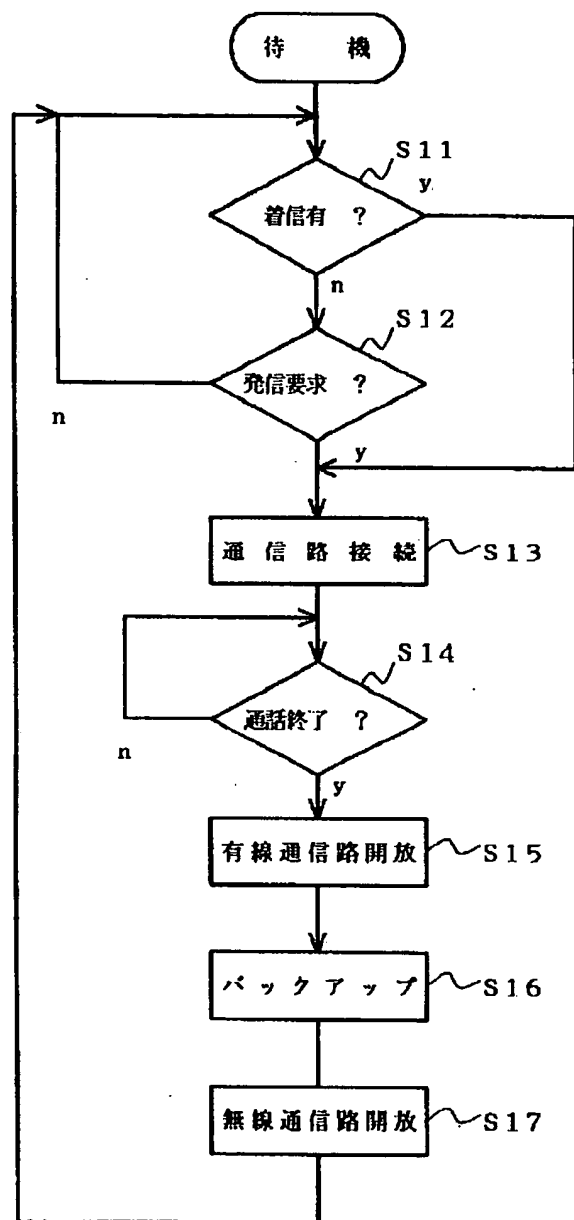 待 機
S11
y
着信有 ?
n
S12
発信要求 ?
n
y
通信路接続
S13
S14
通話終了 ?
n
y
有線通信路開放
S15
バックアップ
S16
無線通信路開放
S17